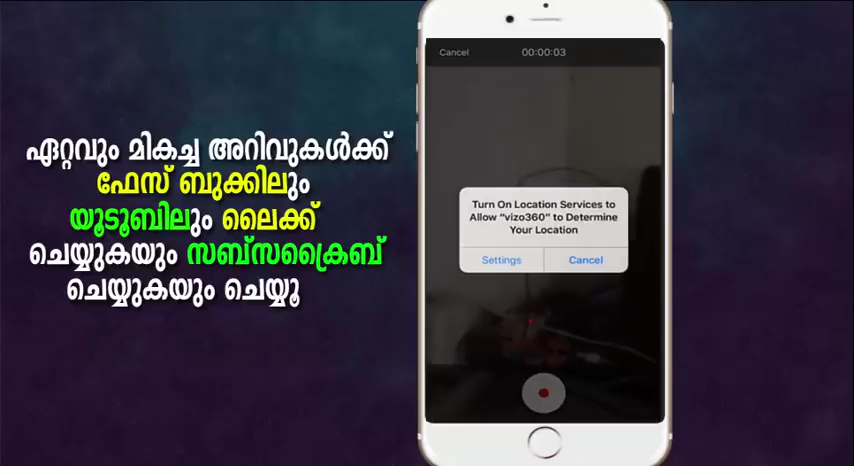 ഏറ്റവും മികച്ച അറിവുകൾക്ക്
ഫേസ് ബുക്കിലും
യൂടൂബിലും ലൈക്ക്
ചെയ്യുകയും സബ്സക്രൈബ്
ചെയ്യുകയും ചെയ്യൂ
Cancel
00:00:03
Turn On Location Services to
Allow “vizo360” to Determine
Your Location
Settings
Cancel